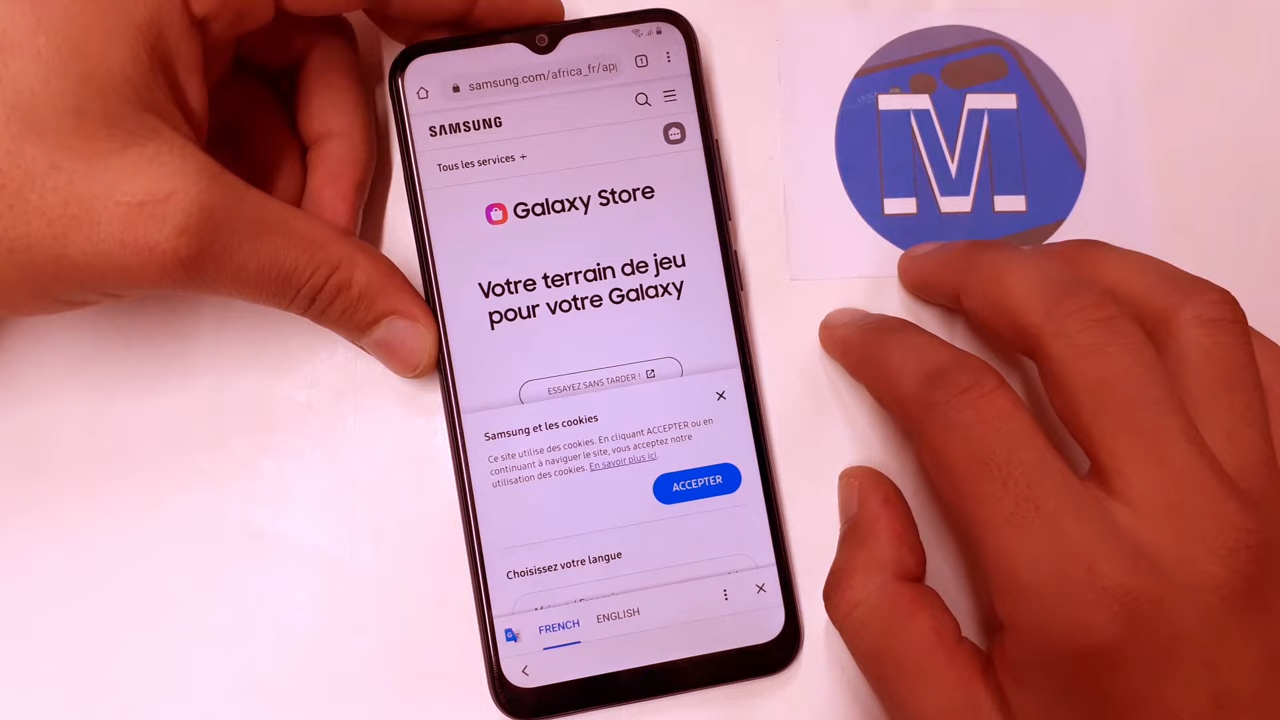 samsung.com/africa_fr/app
1
SAMSUNG
Tous les services +
Galaxy Store
Votre terrain de jeu
pour votre Galaxy
ESSAYEZ SANS TARDER !
Samsung et les cookies
Ce site utilise des cookies. En cliquant ACCEPTER ou en
continuant à naviguer le site, vous acceptez notre
utilisation des cookies. En savoir plus ici.
ACCEPTER
Choisissez votre langue
FRENCH
ENGLISH
M